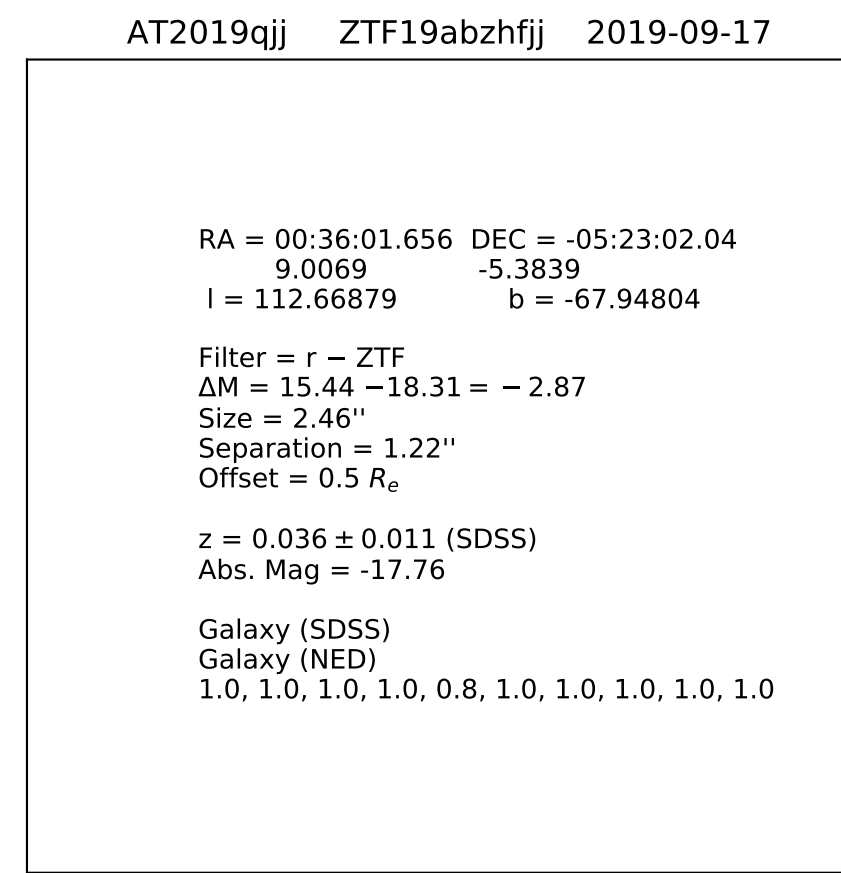 AT2019qjj ZTF19abzhfjj 2019-09-17
RA = 00:36:01.656 DEC = -05:23:02.04
9.0069 -5.3839
l = 112.66879 b = -67.94804
Filter = r − ZTF
ΔM = 15.44 −18.31 = − 2.87
Size = 2.46''
Separation = 1.22''
Offset = 0.5 Rₑ
z = 0.036 ± 0.011 (SDSS)
Abs. Mag = -17.76
Galaxy (SDSS)
Galaxy (NED)
1.0, 1.0, 1.0, 1.0, 0.8, 1.0, 1.0, 1.0, 1.0, 1.0